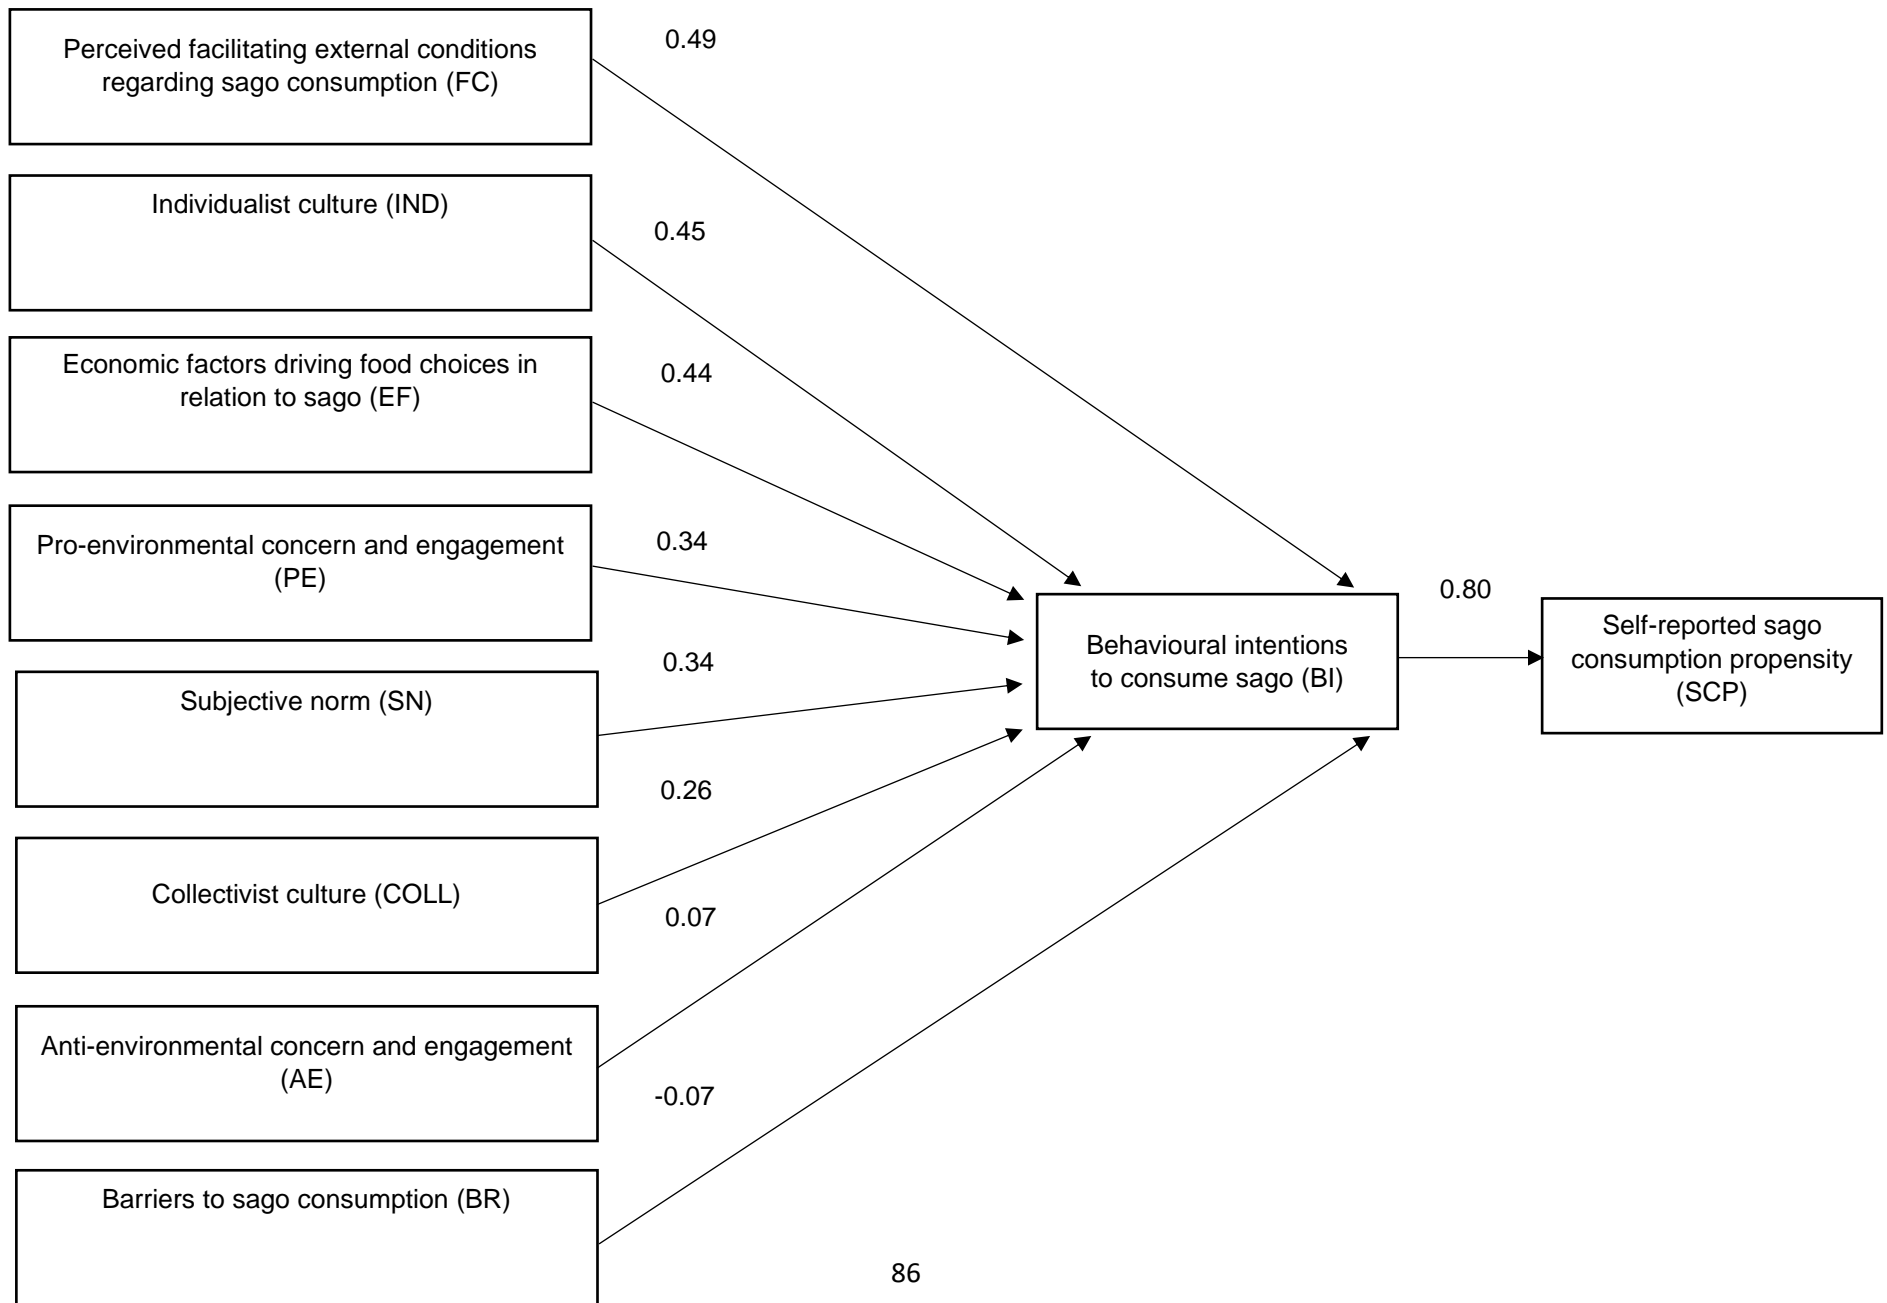 Perceived facilitating external conditions
regarding sago consumption (FC)
0.49
Individualist culture (IND)
0.45
Economic factors driving food choices in
relation to sago (EF)
0.44
Pro-environmental concern and engagement
(PE)
0.34
Subjective norm (SN)
0.34
Collectivist culture (COLL)
0.26
Anti-environmental concern and engagement
(AE)
0.07
Barriers to sago consumption (BR)
-0.07
Behavioural intentions
to consume sago (BI)
0.80
Self-reported sago
consumption propensity
(SCP)
86